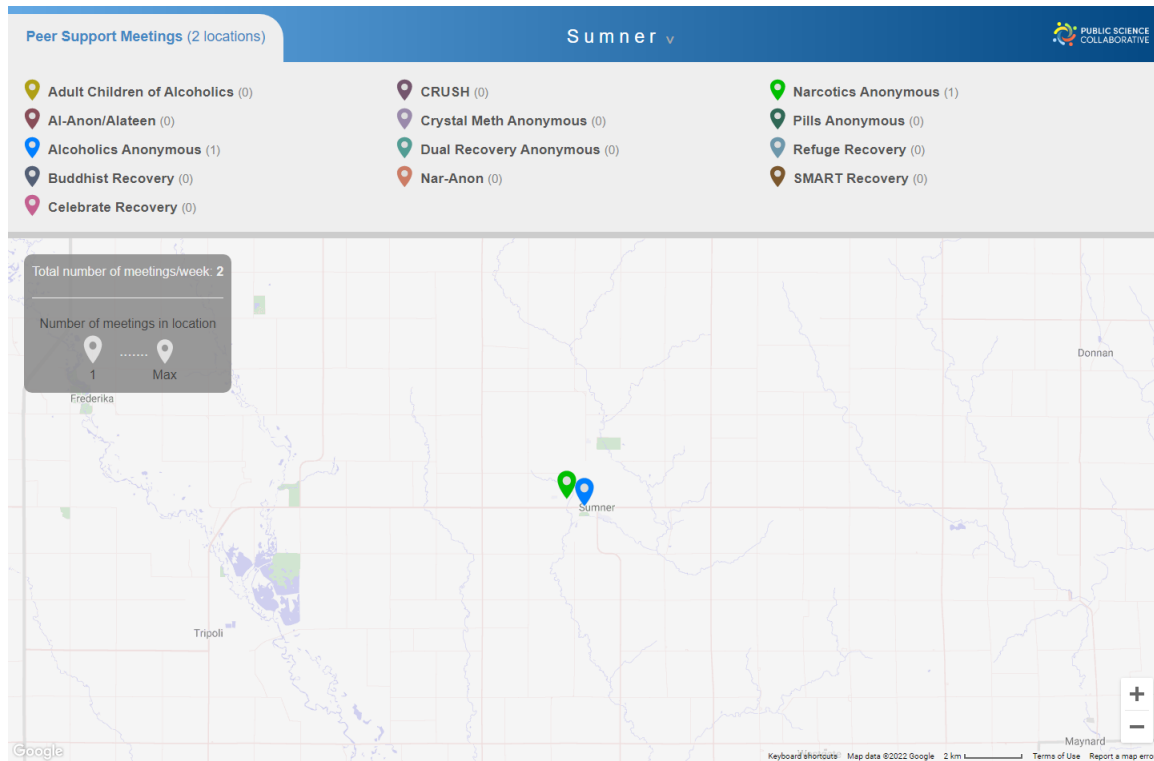 Peer Support Meetings (2 locations)
Sumner v
PUBLIC SCIENCE
COLLABORATIVE
Adult Children of Alcoholics (0)
Al-Anon/Alateen (0)
Alcoholics Anonymous (1)
Buddhist Recovery (0)
Celebrate Recovery (0)
CRUSH (0)
Crystal Meth Anonymous (0)
Dual Recovery Anonymous (0)
Nar-Anon (0)
Narcotics Anonymous (1)
Pills Anonymous (0)
Refuge Recovery (0)
SMART Recovery (0)
Total number of meetings/week: 2
Number of meetings in location
.......
1 Max
Donnan
Frederika
Sumner
Tripoli
+
−
Maynard
Google
Keyboard shortcuts Map data ©2022 Google 2 km Terms of Use Report a map erro